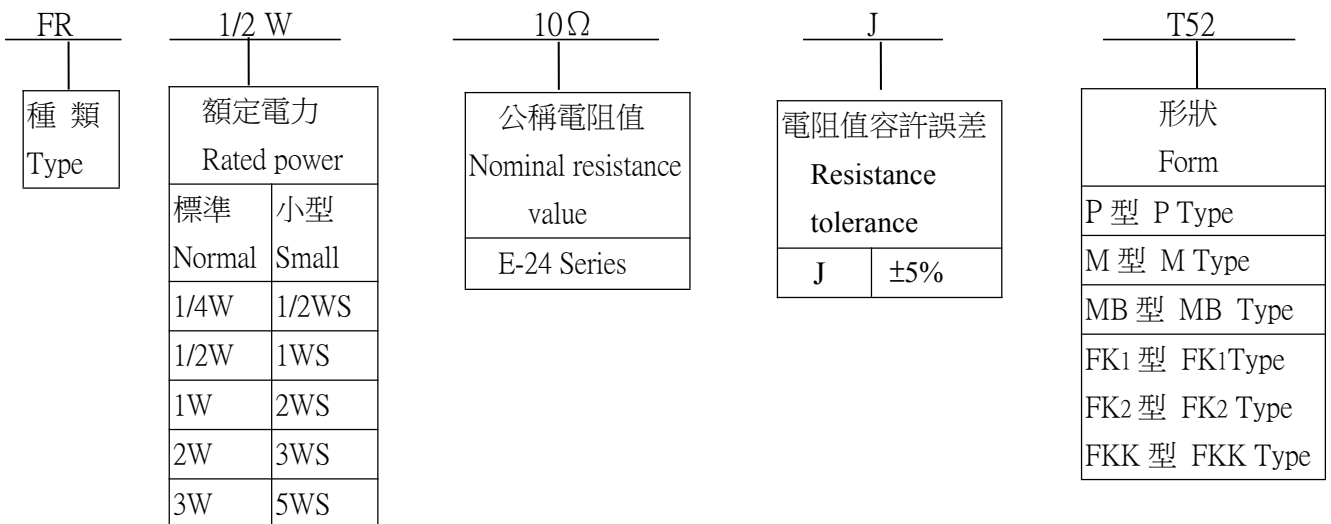 FR 1/2 W 10Ω J T52
種 類
Type
額定電力
Rated power
標準 小型
Normal Small
1/4W 1/2WS
1/2W 1WS
1W 2WS
2W 3WS
3W 5WS
公稱電阻值
Nominal resistance
value
E-24 Series
電阻值容許誤差
Resistance
tolerance
J ±5%
形狀
Form
P 型 P Type
M 型 M Type
MB 型 MB Type
FK1 型 FK1Type
FK2 型 FK2 Type
FKK 型 FKK Type